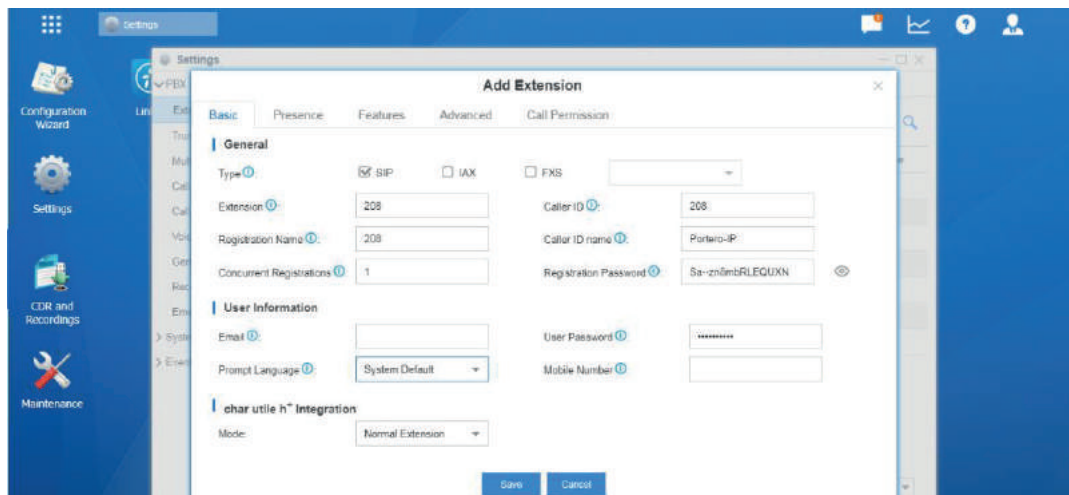 Settings
Configuration
Wizard
Settings
CDR and
Recordings
Maintenance
Settings
PBX
Add Extension
Basic Presence Features Advanced Call Permission
General
Type SIP IAX FXS
Extension : 208 Caller ID : 208
Registration Name : 208 Caller ID name : Portero-IP
Concurrent Registrations 1 Registration Password
User Information
Email : User Password ••••••••••
Prompt Language : System Default Mobile Number
char utile h+ Integration
Mode: Normal Extension
Save Cancel